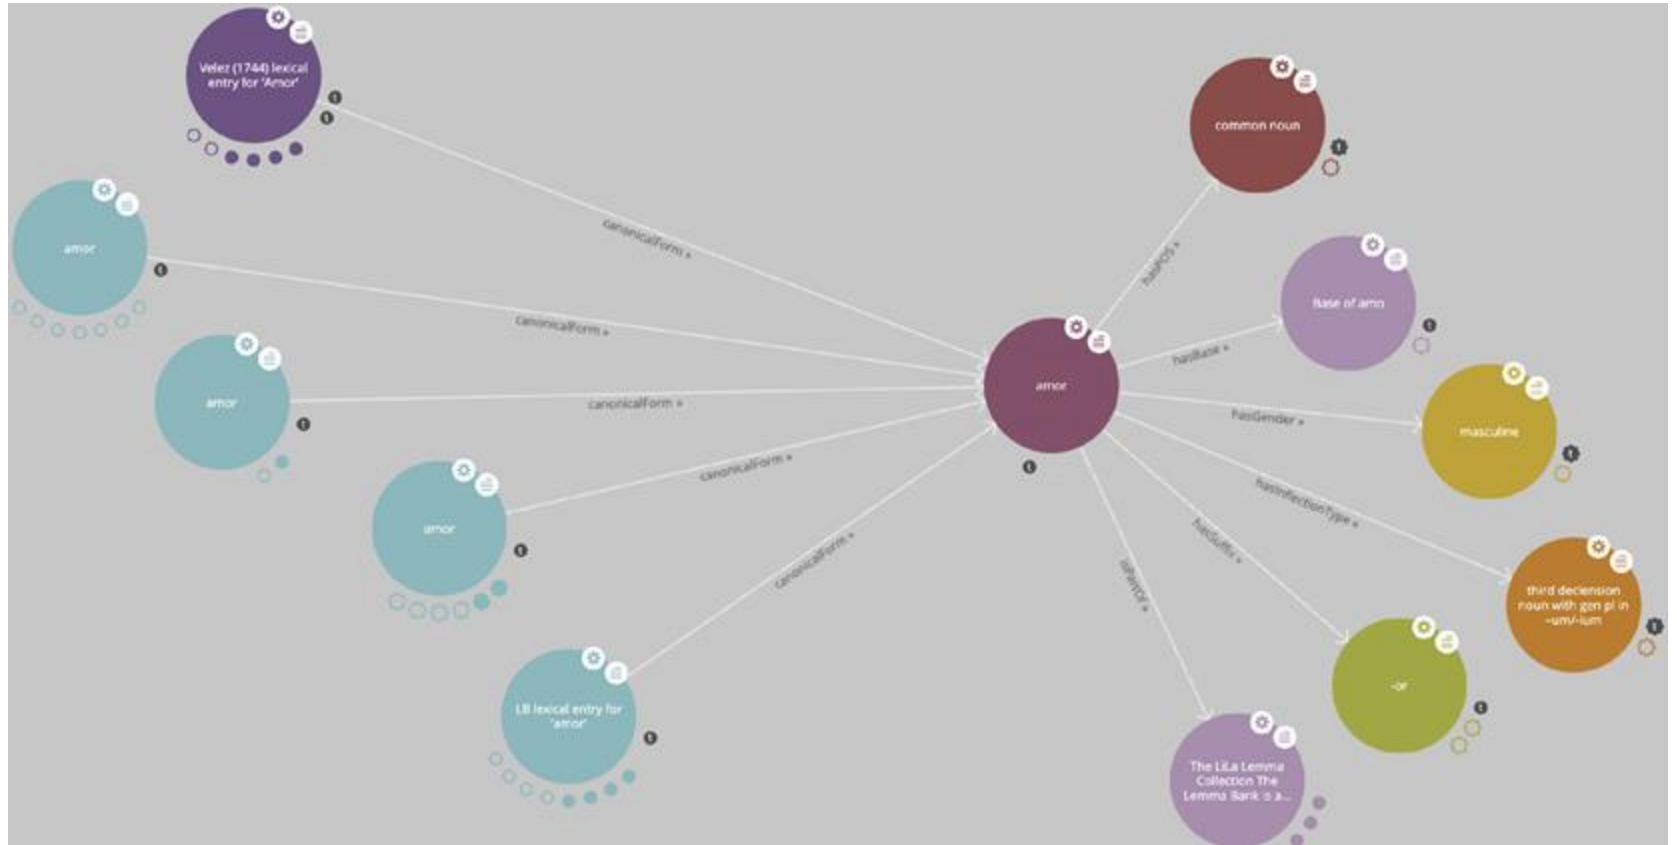 Velez (1744) lexical
entry for 'Amor'
common noun
amor
canonicalForm »
hasPOS »
Base of amo
canonicalForm »
hasBase »
amor
amor
canonicalForm »
hasGender »
masculine
canonicalForm »
hasInflectionType »
amor
canonicalForm »
hasSuffix »
isPartOf »
third declension
noun with gen pl in
-um/-ium
-or
LB lexical entry for
'amor'
The LiLa Lemma
Collection The
Lemma Bank is a...